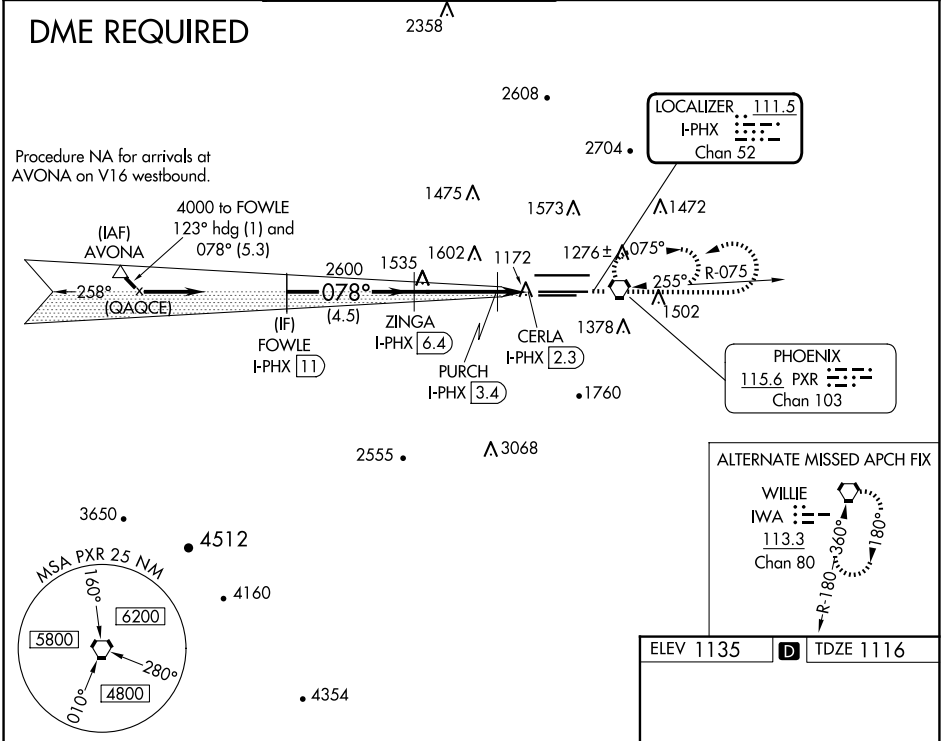 DME REQUIRED
2358
2608
LOCALIZER 111.5
I-PHX
Chan 52
2704
Procedure NA for arrivals at
AVONA on V16 westbound.
4000 to FOWLE
123° hdg (1) and
078° (5.3)
(IAF)
AVONA
1475
1573
1472
1602
1535
1172
1276±
075°
R-075
255°
1502
258°
(QAQCE)
2600
078°
(4.5)
(IF)
FOWLE
I-PHX 11
ZINGA
I-PHX 6.4
PURCH
I-PHX 3.4
CERLA
I-PHX 2.3
1378
1760
PHOENIX
115.6 PXR
Chan 103
2555
3068
ALTERNATE MISSED APCH FIX
WILLIE
IWA
113.3
Chan 80
360°
180°
R-180
3650
4512
4160
4354
MSA PXR 25 NM
160°
6200
5800
280°
010°
4800
ELEV 1135 D TDZE 1116